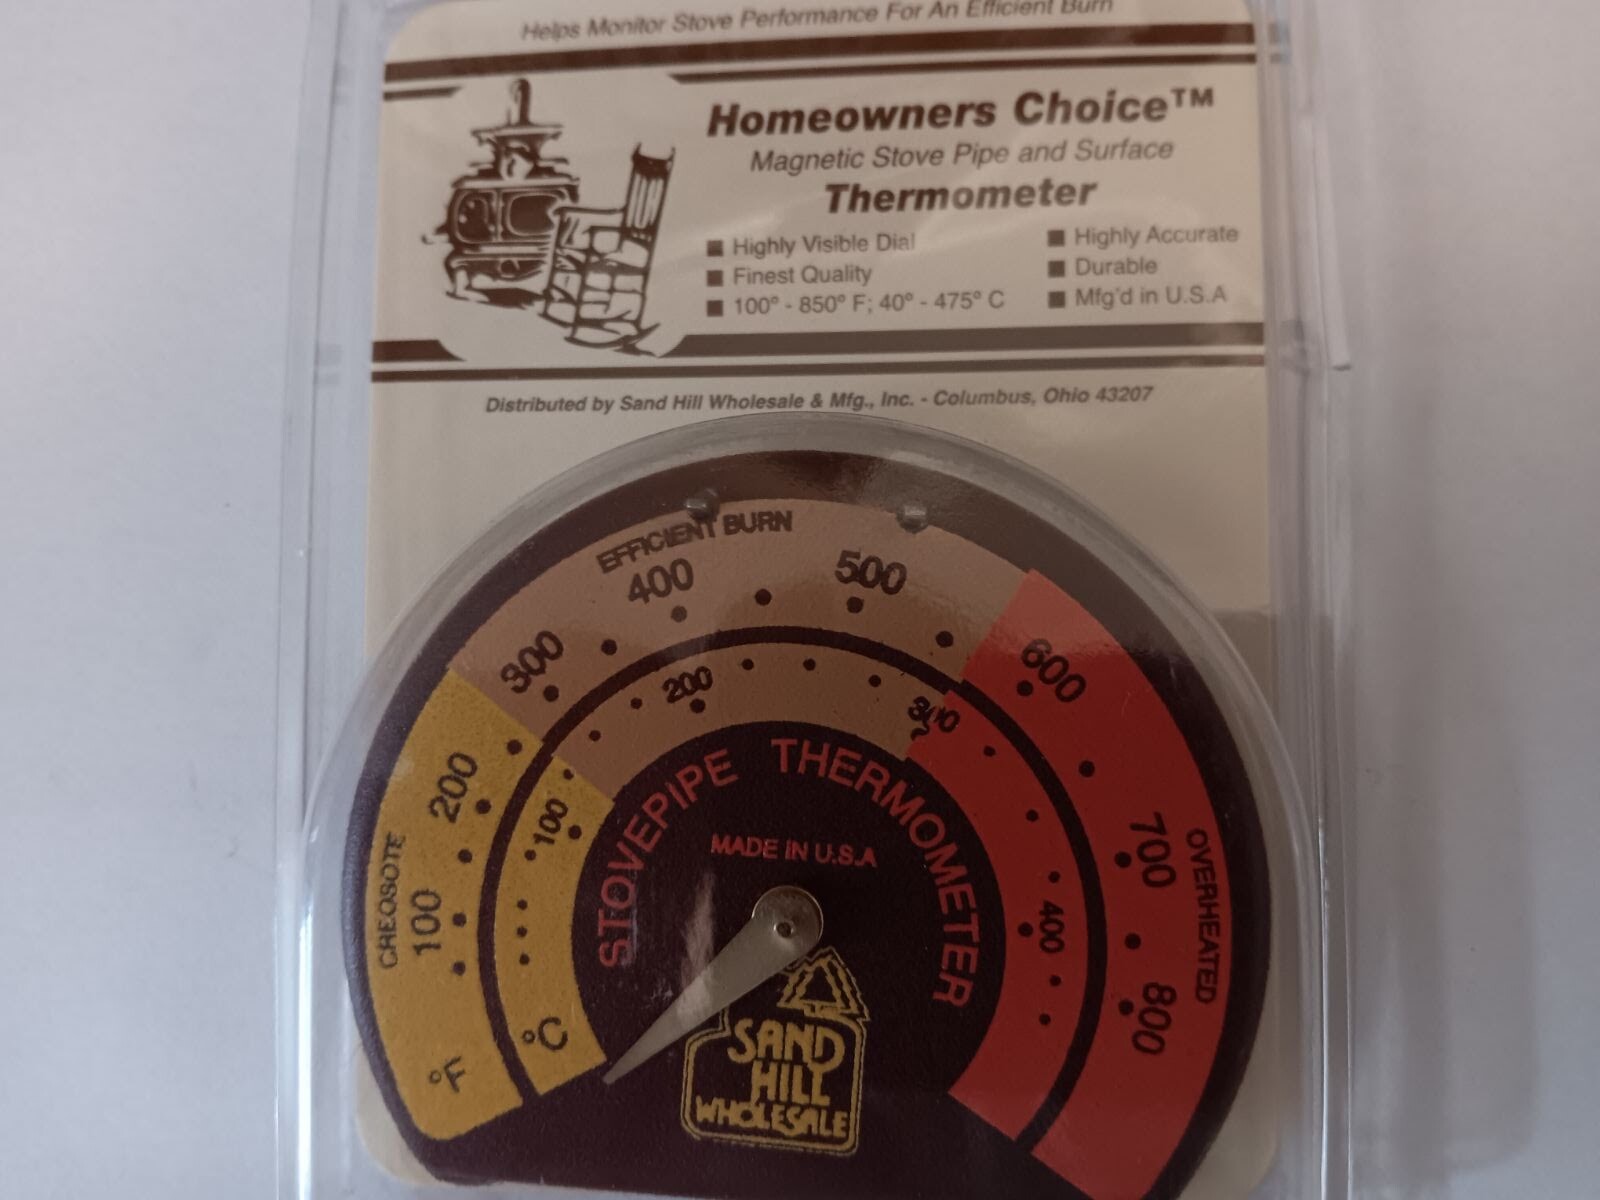 Helps Monitor Stove Performance For An Efficient Burn
Homeowners Choice™
Magnetic Stove Pipe and Surface
Thermometer
■ Highly Visible Dial
■ Finest Quality
■ 100° - 850° F; 40° - 475° C
■ Highly Accurate
■ Durable
■ Mfg'd in U.S.A
Distributed by Sand Hill Wholesale & Mfg., Inc. - Columbus, Ohio 43207
EFFICIENT BURN
CREOSOTE
OVERHEATED
°F
100
200
300
400
500
600
700
800
°C
100
200
300
400
STOVEPIPE THERMOMETER
MADE IN U.S.A
SAND
HILL
WHOLESALE